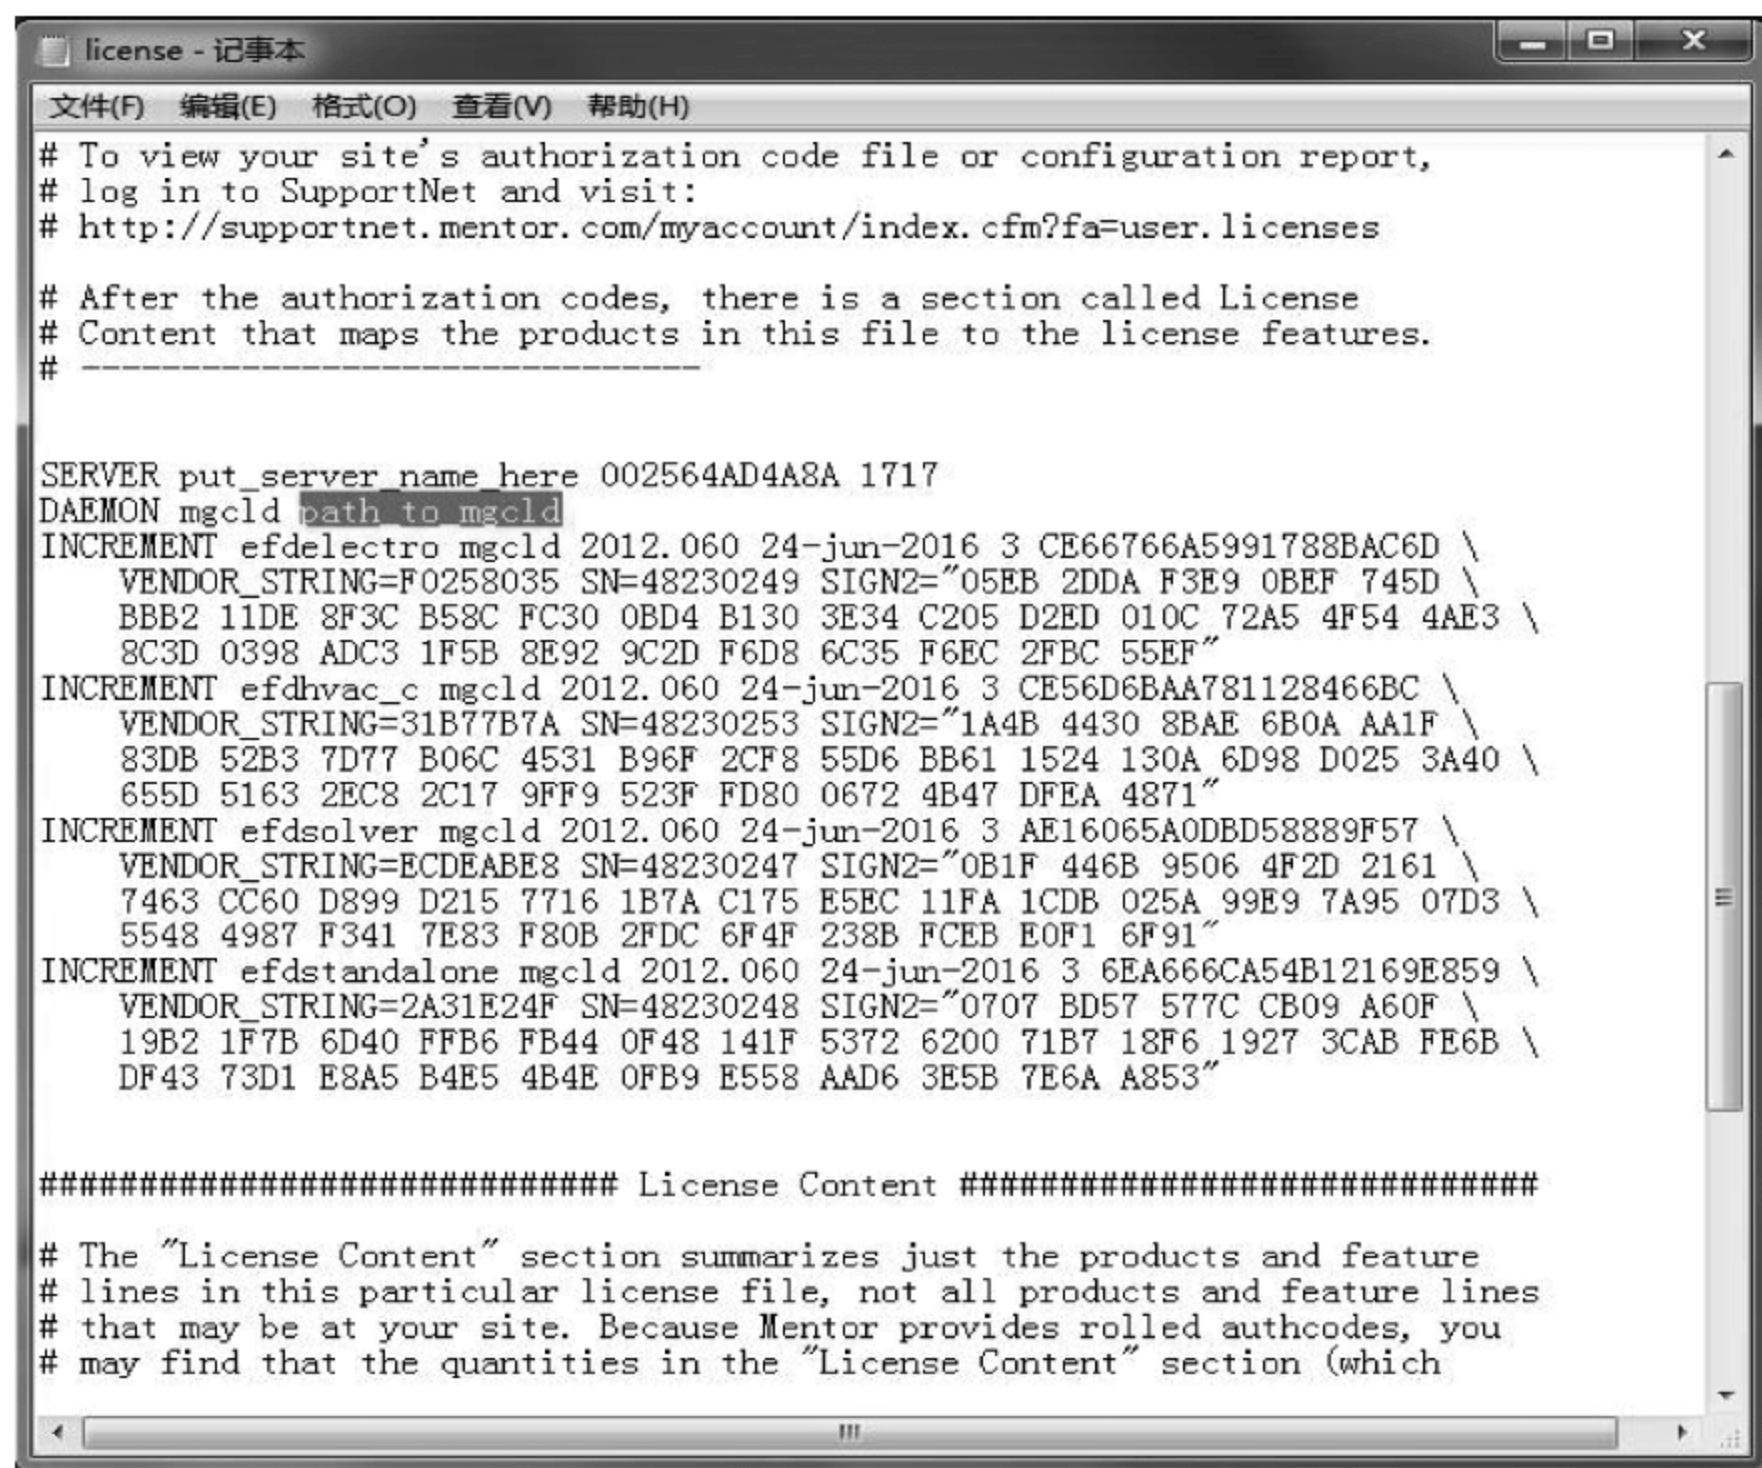 license - 记事本
文件(F) 编辑(E) 格式(O) 查看(V) 帮助(H)
# To view your site's authorization code file or configuration report,
# log in to SupportNet and visit:
# http://supportnet.mentor.com/myaccount/index.cfm?fa=user.licenses
# After the authorization codes, there is a section called License
# Content that maps the products in this file to the license features.
# -------------------------------
SERVER put_server_name_here 002564AD4A8A 1717
DAEMON mgcld path_to_mgcld
INCREMENT efdelectro mgcld 2012.060 24-jun-2016 3 CE66766A5991788BAC6D \
VENDOR_STRING=F0258035 SN=48230249 SIGN2="05EB 2DDA F3E9 0BEF 745D \
BBB2 11DE 8F3C B58C FC30 0BD4 B130 3E34 C205 D2ED 010C 72A5 4F54 4AE3 \
8C3D 0398 ADC3 1F5B 8E92 9C2D F6D8 6C35 F6EC 2FBC 55EF"
INCREMENT efdhvac_c mgcld 2012.060 24-jun-2016 3 CE56D6BAA781128466BC \
VENDOR_STRING=31B77B7A SN=48230253 SIGN2="1A4B 4430 8BAE 6B0A AA1F \
83DB 52B3 7D77 B06C 4531 B96F 2CF8 55D6 BB61 1524 130A 6D98 D025 3A40 \
655D 5163 2EC8 2C17 9FF9 523F FD80 0672 4B47 DFEA 4871"
INCREMENT efdsolver mgcld 2012.060 24-jun-2016 3 AE16065A0DBD58889F57 \
VENDOR_STRING=ECDEABE8 SN=48230247 SIGN2="0B1F 446B 9506 4F2D 2161 \
7463 CC60 D899 D215 7716 1B7A C175 E5EC 11FA 1CDB 025A 99E9 7A95 07D3 \
5548 4987 F341 7E83 F80B 2FDC 6F4F 238B FCEB E0F1 6F91"
INCREMENT efdstandalone mgcld 2012.060 24-jun-2016 3 6EA666CA54B12169E859 \
VENDOR_STRING=2A31E24F SN=48230248 SIGN2="0707 BD57 577C CB09 A60F \
19B2 1F7B 6D40 FFB6 FB44 0F48 141F 5372 6200 71B7 18F6 1927 3CAB FE6B \
DF43 73D1 E8A5 B4E5 4B4E 0FB9 E558 AAD6 3E5B 7E6A A853"
############################# License Content #############################
# The "License Content" section summarizes just the products and feature
# lines in this particular license file, not all products and feature lines
# that may be at your site. Because Mentor provides rolled authcodes, you
# may find that the quantities in the "License Content" section (which